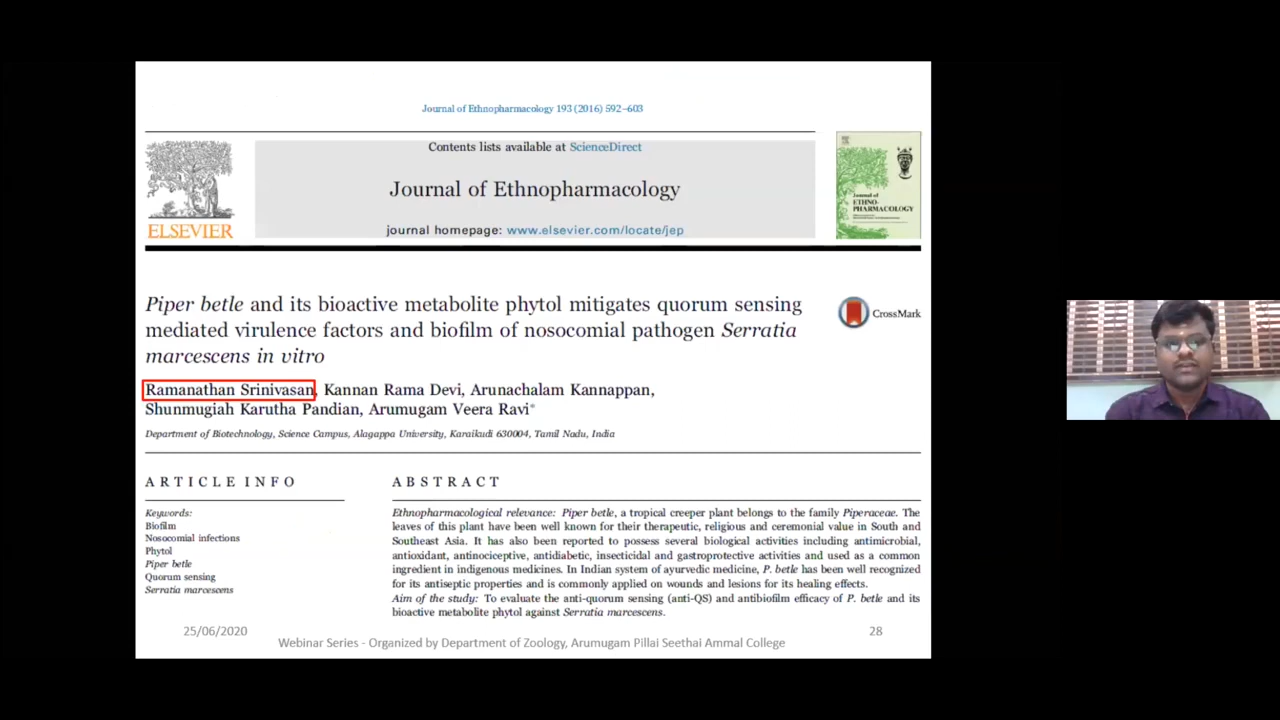 Journal of Ethnopharmacology 193 (2016) 592–603
Contents lists available at ScienceDirect
Journal of Ethnopharmacology
journal homepage: www.elsevier.com/locate/jep
ELSEVIER
Journal of
ETHNO-
PHARMACOLOGY
Piper betle and its bioactive metabolite phytol mitigates quorum sensing
mediated virulence factors and biofilm of nosocomial pathogen Serratia
marcescens in vitro
CrossMark
Ramanathan Srinivasan, Kannan Rama Devi, Arunachalam Kannappan,
Shunmugiah Karutha Pandian, Arumugam Veera Ravi*
Department of Biotechnology, Science Campus, Alagappa University, Karaikudi 630004, Tamil Nadu, India
ARTICLE INFO
Keywords:
Biofilm
Nosocomial infections
Phytol
Piper betle
Quorum sensing
Serratia marcescens
ABSTRACT
Ethnopharmacological relevance: Piper betle, a tropical creeper plant belongs to the family Piperaceae. The
leaves of this plant have been well known for their therapeutic, religious and ceremonial value in South and
Southeast Asia. It has also been reported to possess several biological activities including antimicrobial,
antioxidant, antinociceptive, antidiabetic, insecticidal and gastroprotective activities and used as a common
ingredient in indigenous medicines. In Indian system of ayurvedic medicine, P. betle has been well recognized
for its antiseptic properties and is commonly applied on wounds and lesions for its healing effects.
Aim of the study: To evaluate the anti-quorum sensing (anti-QS) and antibiofilm efficacy of P. betle and its
bioactive metabolite phytol against Serratia marcescens.
25/06/2020
Webinar Series - Organized by Department of Zoology, Arumugam Pillai Seethai Ammal College
28